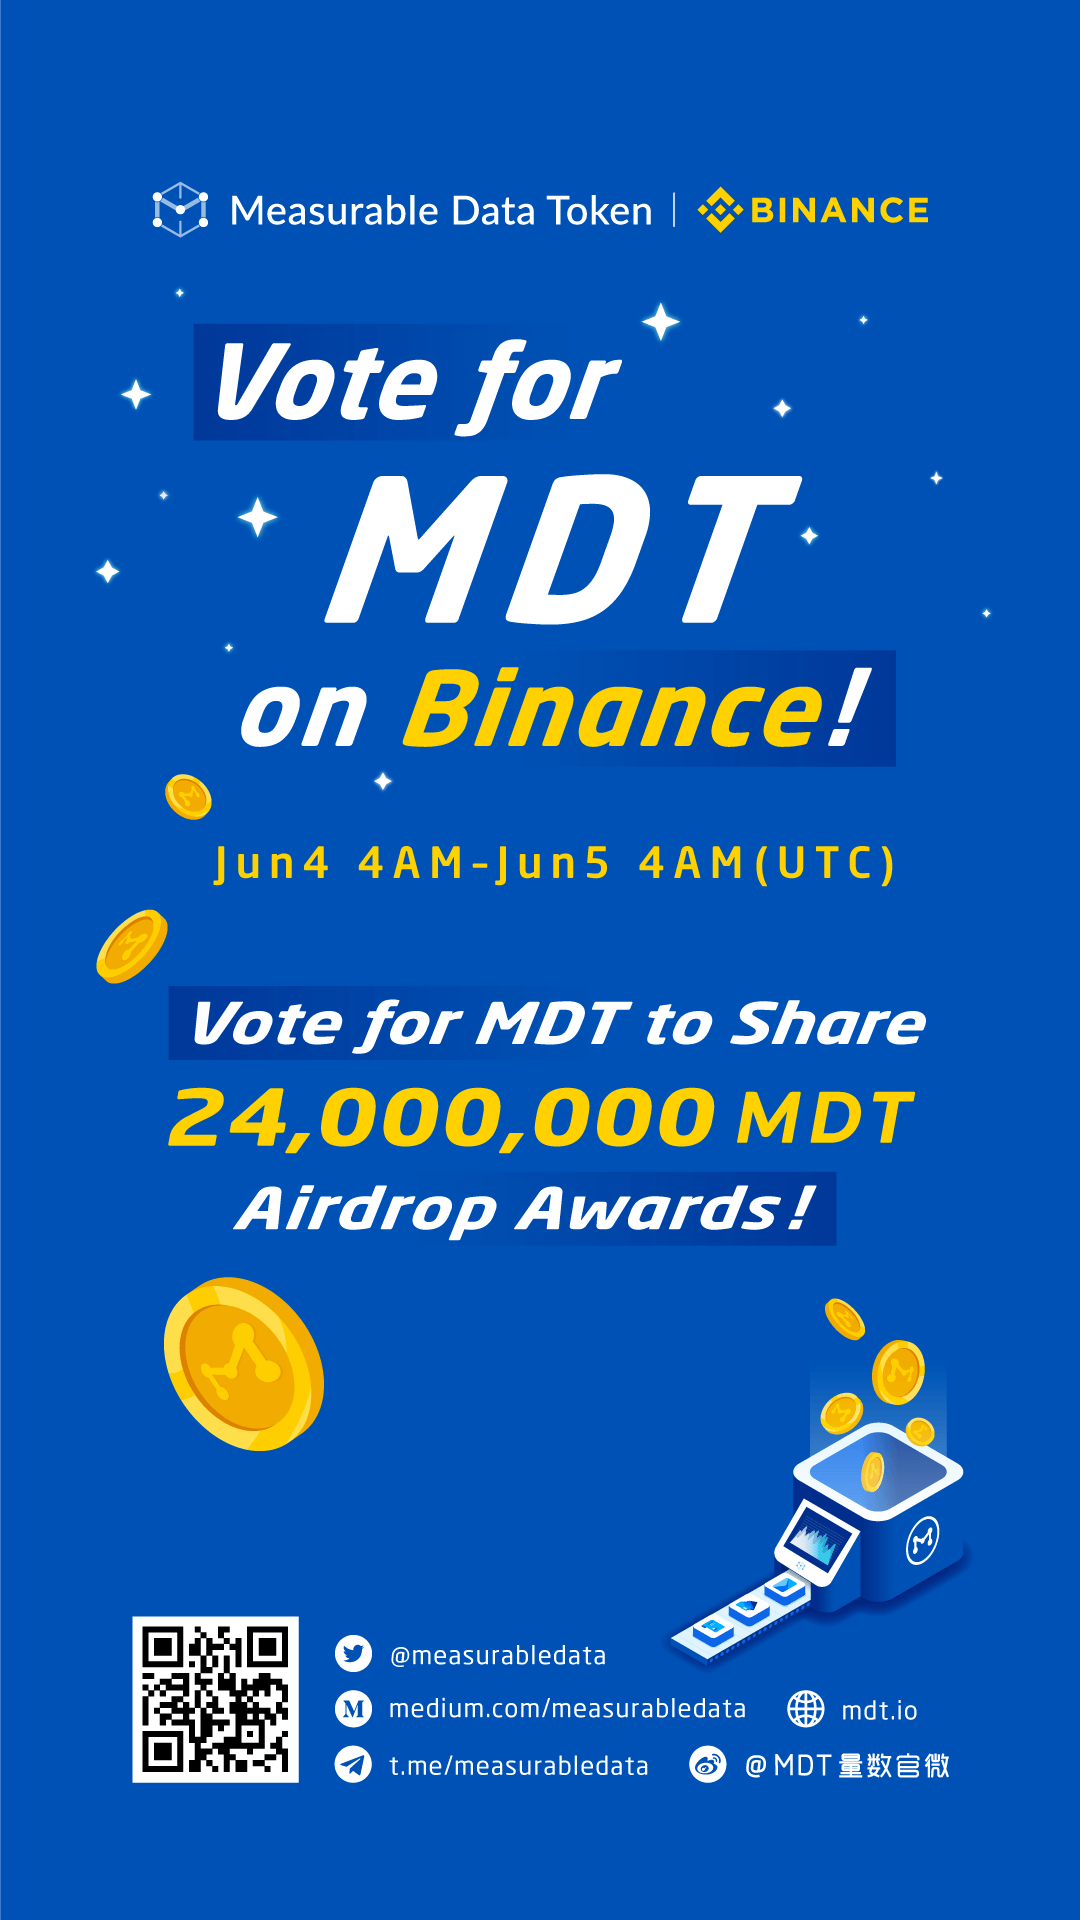 Measurable Data Token | BINANCE
Vote for
MDT
on Binance!
Jun4 4AM-Jun5 4AM(UTC)
Vote for MDT to Share
24,000,000 MDT
Airdrop Awards!
@measurabledata
medium.com/measurabledata
mdt.io
t.me/measurabledata
@MDT量数官微